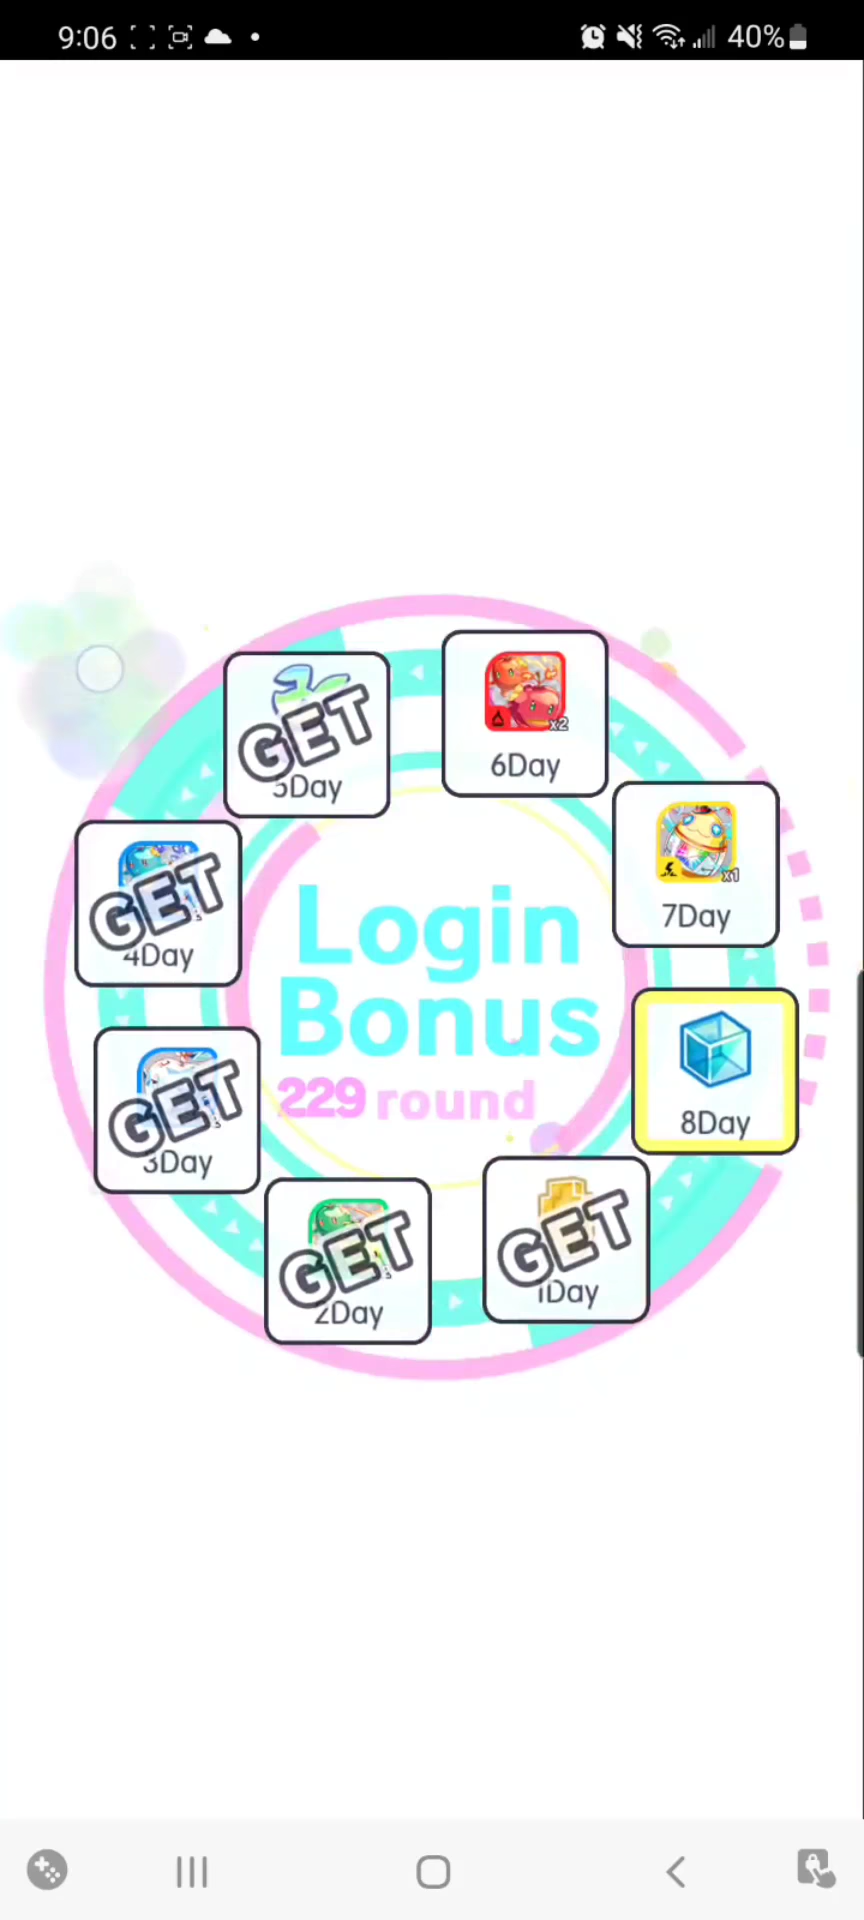 9:06
40%
GET
5Day
x2
6Day
x1
7Day
GET
4Day
Login
Bonus
229 round
8Day
GET
3Day
GET
2Day
GET
1Day